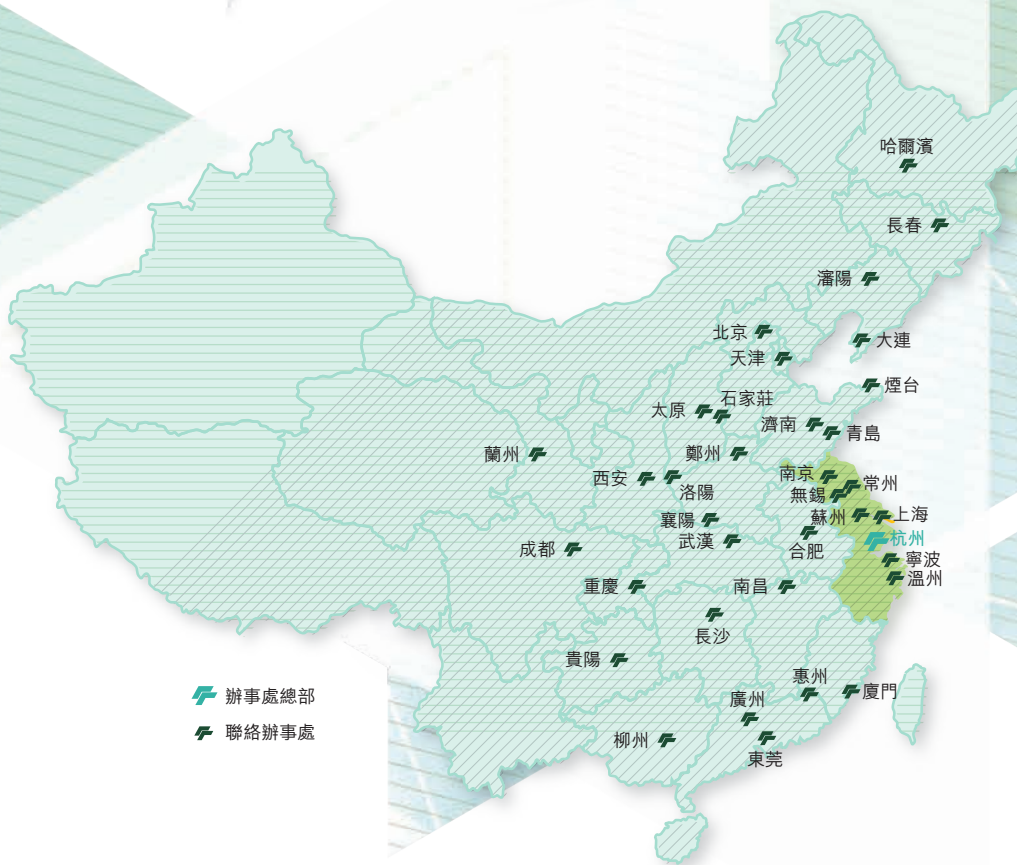 哈爾濱
長春
瀋陽
北京
大連
天津
煙台
石家莊
太原
濟南
青島
鄭州
蘭州
南京
西安
常州
洛陽
無錫
蘇州
上海
襄陽
杭州
武漢
成都
合肥
寧波
溫州
重慶
南昌
長沙
貴陽
惠州
廈門
辦事處總部
廣州
聯絡辦事處
柳州
東莞